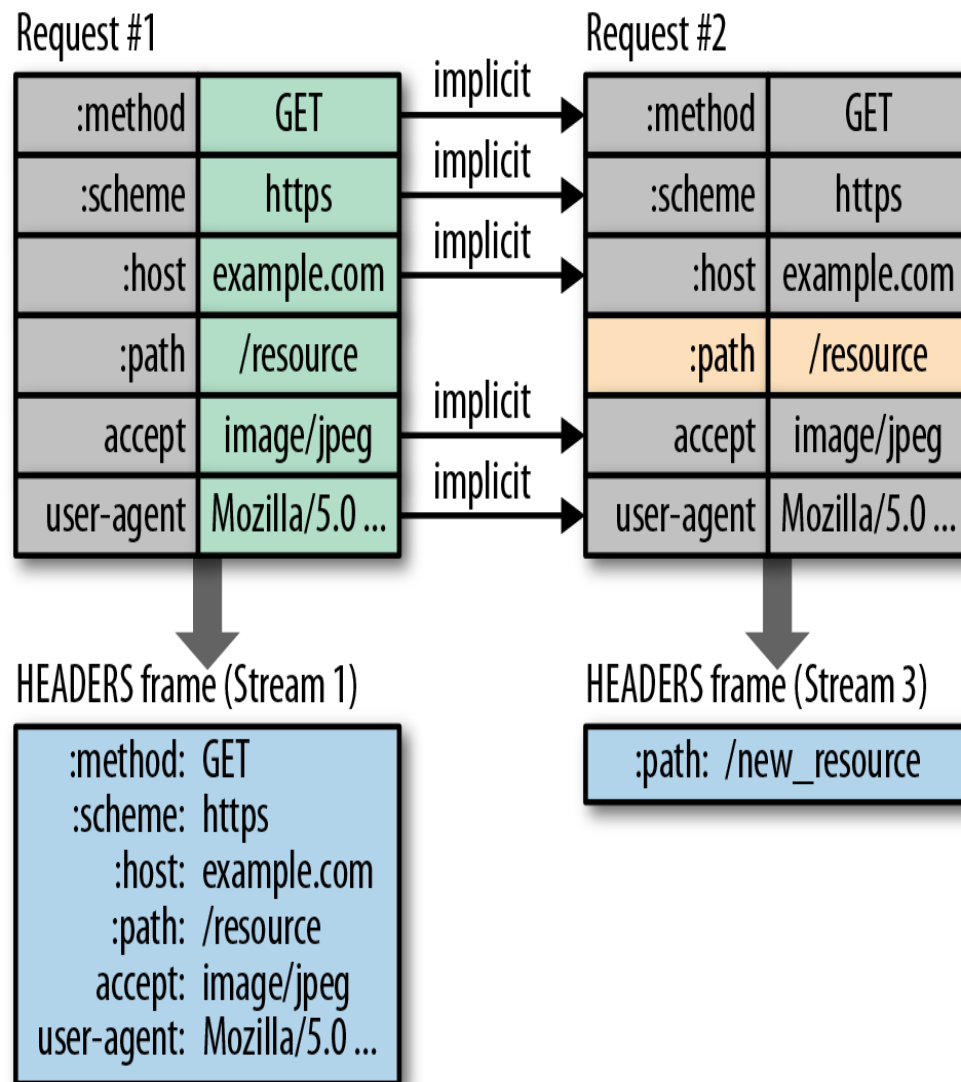 Request #1
:method GET
:scheme https
:host example.com
:path /resource
accept image/jpeg
user-agent Mozilla/5.0 ...
implicit
implicit
implicit
implicit
implicit
Request #2
:method GET
:scheme https
:host example.com
:path /resource
accept image/jpeg
user-agent Mozilla/5.0 ...
HEADERS frame (Stream 1)
:method: GET
:scheme: https
:host: example.com
:path: /resource
accept: image/jpeg
user-agent: Mozilla/5.0 ...
HEADERS frame (Stream 3)
:path: /new_resource